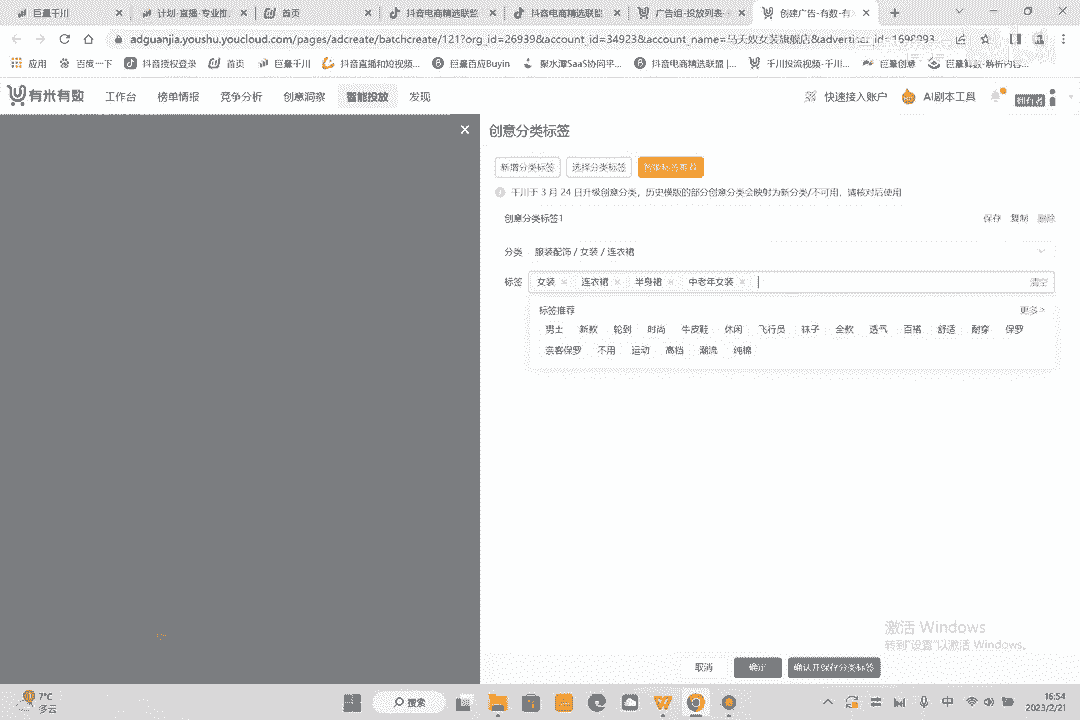 巨量千川
计划-直播-专业推
首页
抖音电商精选联盟
抖音电商精选联盟
广告组-投放列表-
创建广告-有数-有
adguanjia.youshu.youcloud.com/pages/adcreate/batchcreate/121?org_id=26939&account_id=34923&account_name=马天奴女装旗舰店&advertiser_id=1698993
应用 百度一下 抖音授权登录 首页 巨量千川 抖音直播和短视频... 巨量百应Buyin 聚水潭SaaS协同平... 抖音电商精选联盟 |... 千川投流视频-千川... 巨量创意
有米有数 工作台 榜单情报 竞争分析 创意洞察 智能投放 发现 快速接入账户 AI剧本工具 拥有者
创意分类标签
新增分类标签 选择分类标签 智能标签推荐
千川于 3 月 24 日升级创意分类，历史模版的部分创意分类会映射为新分类/不可用，请核对后使用
创意分类标签1 保存 复制 删除
分类 服装配饰 / 女装 / 连衣裙
标签 女装 连衣裙 半身裙 中老年女装 清空
标签推荐 更多 >
男士 新款 轮到 时尚 牛皮鞋 休闲 飞行员 袜子 全款 透气 百搭 舒适 耐穿 保罗
宾客保罗 不用 运动 高档 潮流 纯棉
激活 Windows
转到"设置"以激活 Windows。
取消 确定 确认并保存分类标签
7°C
多云
搜索
中
16:54
2023/2/21